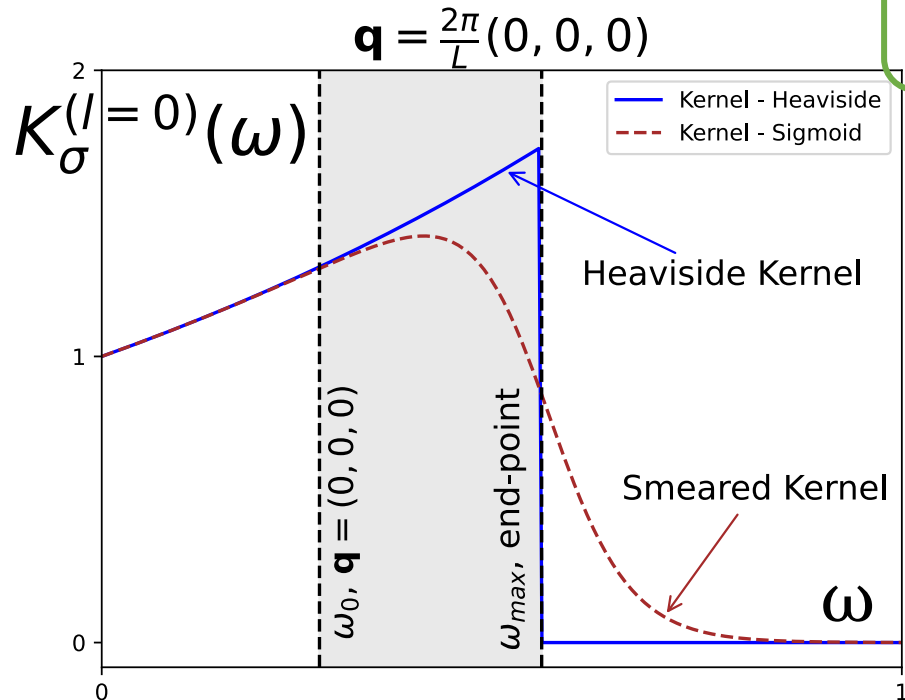 𝐪 = 2π/L (0, 0, 0)
2
K_σ^(l = 0)(ω)
Kernel - Heaviside
Kernel - Sigmoid
Heaviside Kernel
1
ω₀, 𝐪 = (0, 0, 0)
ω_max, end-point
Smeared Kernel
ω
0
0
1